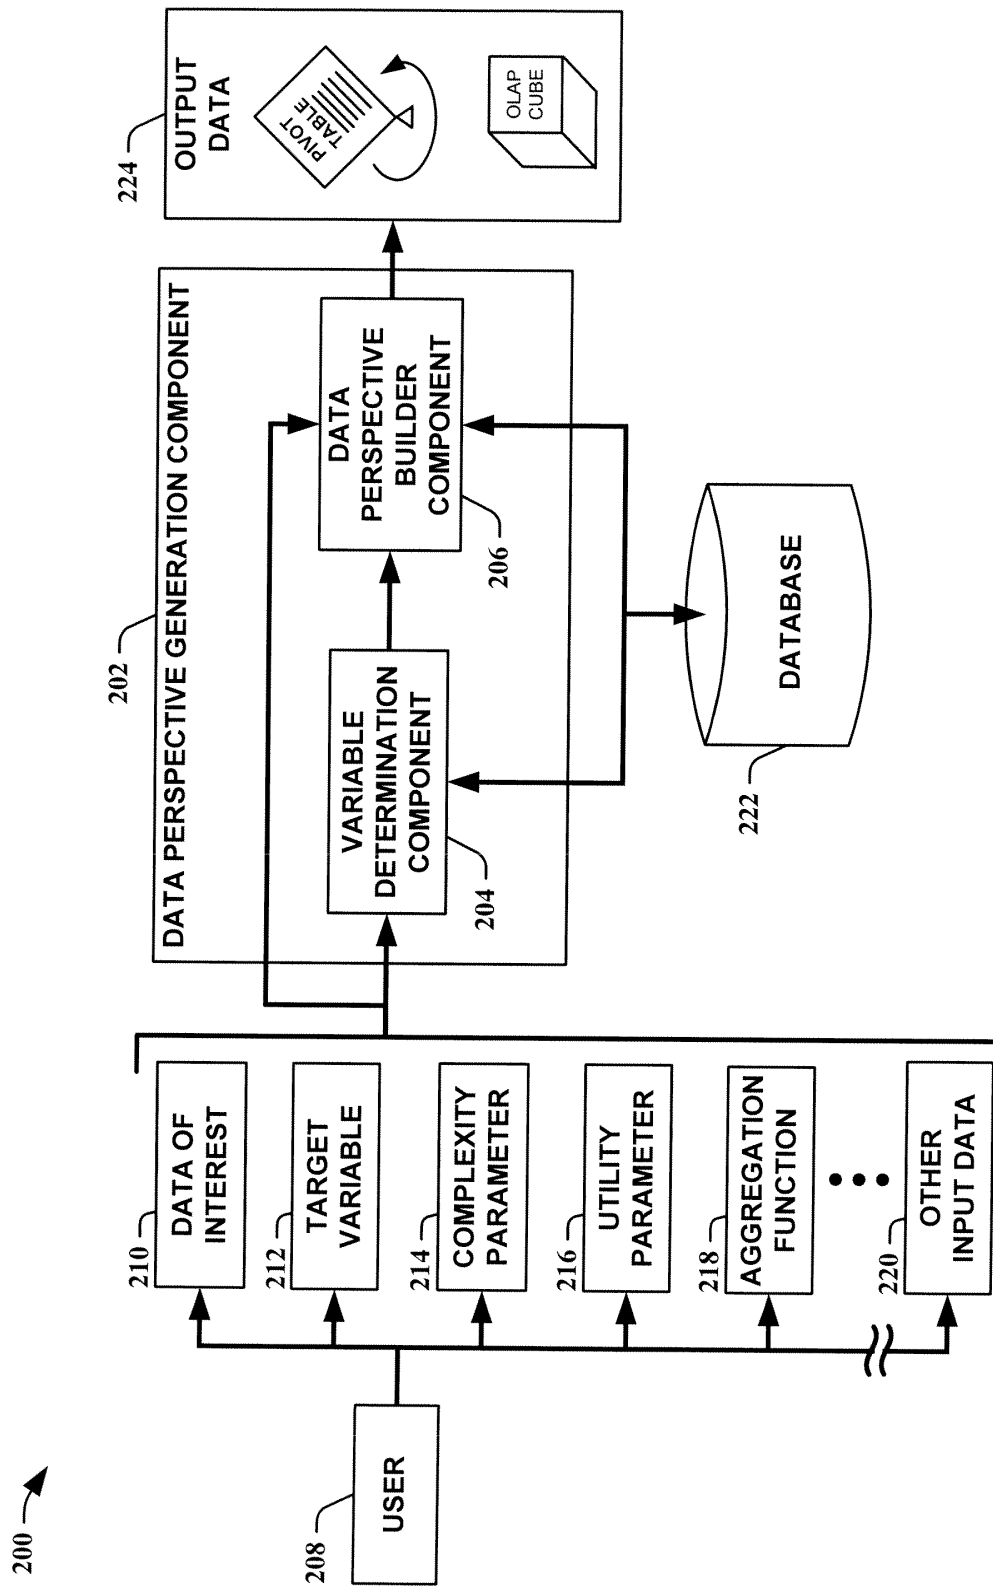 200
208
USER
210
DATA OF
INTEREST
212
TARGET
VARIABLE
214
COMPLEXITY
PARAMETER
216
UTILITY
PARAMETER
218
AGGREGATION
FUNCTION
220
OTHER
INPUT DATA
202
DATA PERSPECTIVE GENERATION COMPONENT
VARIABLE
DETERMINATION
COMPONENT
204
DATA
PERSPECTIVE
BUILDER
COMPONENT
206
DATABASE
222
224
OUTPUT
DATA
PIVOT
TABLE
OLAP
CUBE